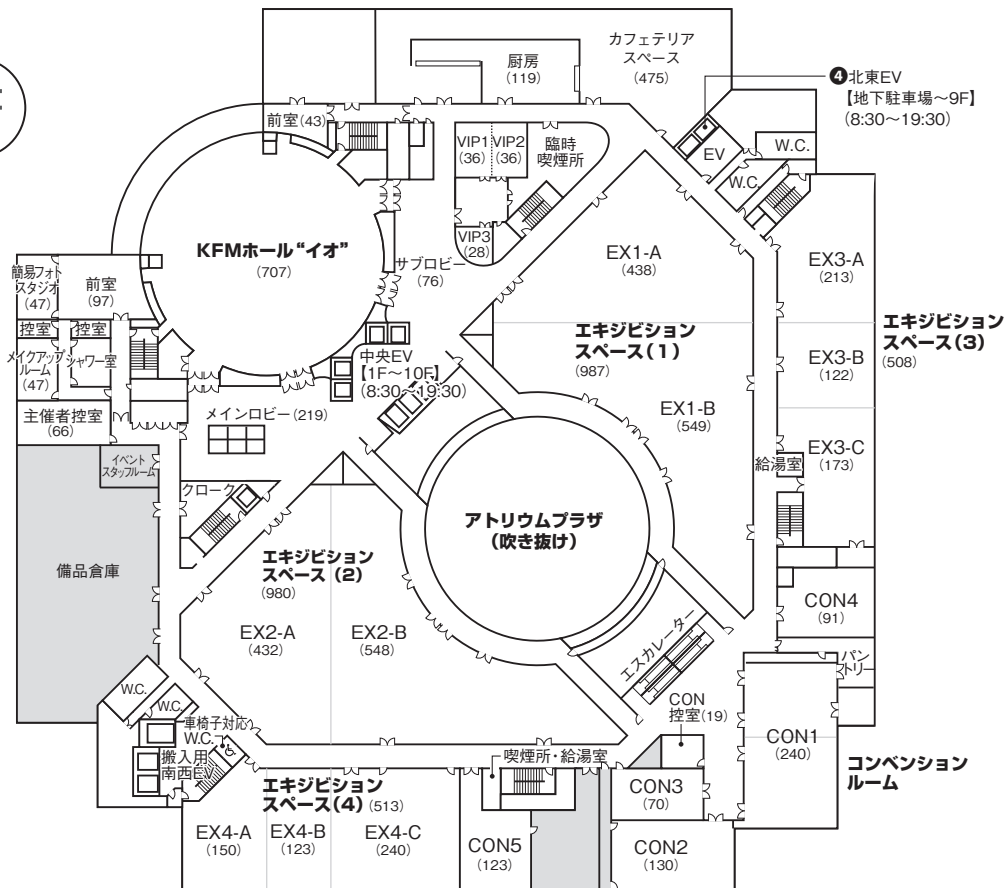 カフェテリア
スペース
(475)
厨房
(119)
❹北東EV
【地下駐車場〜9F】
(8:30〜19:30)
前室(43)
VIP1
(36)
VIP2
(36)
臨時
喫煙所
EV
W.C.
W.C.
VIP3
(28)
KFMホール“イオ”
(707)
サブロビー
(76)
EX1-A
(438)
EX3-A
(213)
簡易フォト
スタジオ
(47)
前室
(97)
控室
控室
メイクアップ
ルーム
(47)
シャワー室
中央EV
【1F〜10F】
(8:30〜19:30)
エキジビション
スペース(1)
(987)
EX3-B
(122)
エキジビション
スペース(3)
(508)
主催者控室
(66)
メインロビー(219)
EX1-B
(549)
EX3-C
(173)
給湯室
イベント
スタッフルーム
クローク
アトリウムプラザ
(吹き抜け)
備品倉庫
エキジビション
スペース(2)
(980)
EX2-A
(432)
EX2-B
(548)
CON4
(91)
エスカレーター
パン
トリー
W.C.
W.C.
車椅子対応
W.C.
搬入用
南西EV
CON
控室(19)
CON1
(240)
コンベンション
ルーム
喫煙所・給湯室
エキジビション
スペース(4)(513)
CON3
(70)
EX4-A
(150)
EX4-B
(123)
EX4-C
(240)
CON5
(123)
CON2
(130)